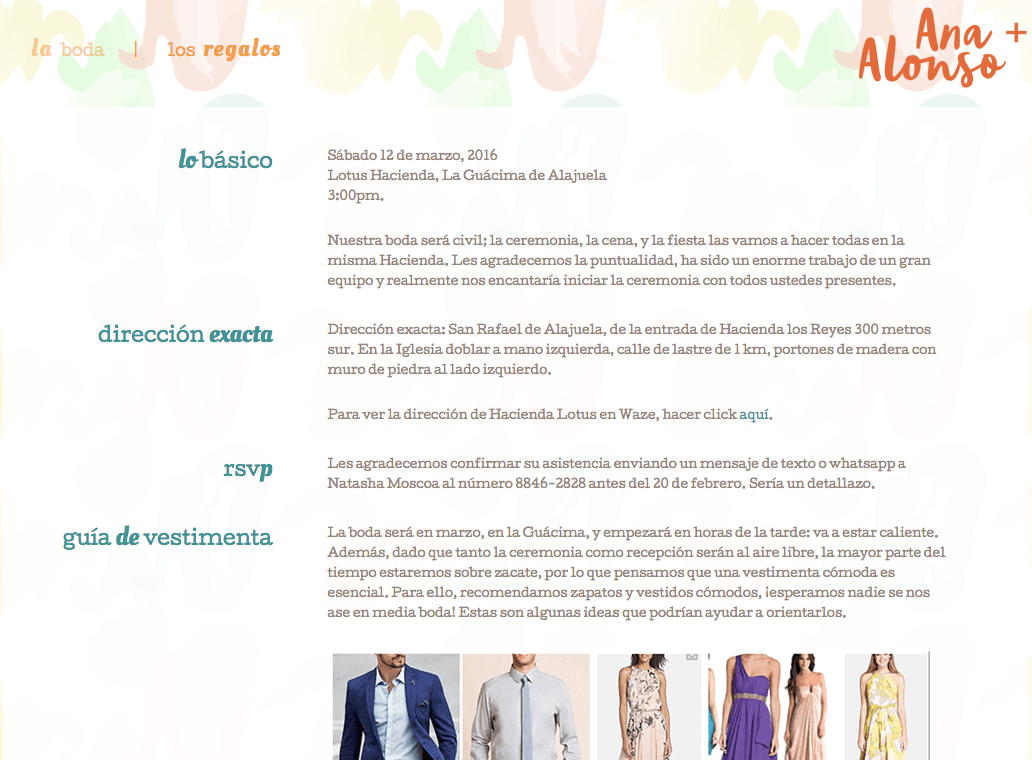 la boda | los regalos
Ana +
Alonso
lo básico
Sábado 12 de marzo, 2016
Lotus Hacienda, La Guácima de Alajuela
3:00pm.
Nuestra boda será civil; la ceremonia, la cena, y la fiesta las vamos a hacer todas en la
misma Hacienda. Les agradecemos la puntualidad, ha sido un enorme trabajo de un gran
equipo y realmente nos encantaría iniciar la ceremonia con todos ustedes presentes.
dirección exacta
Dirección exacta: San Rafael de Alajuela, de la entrada de Hacienda los Reyes 300 metros
sur. En la Iglesia doblar a mano izquierda, calle de lastre de 1 km, portones de madera con
muro de piedra al lado izquierdo.
Para ver la dirección de Hacienda Lotus en Waze, hacer click aquí.
rsvp
Les agradecemos confirmar su asistencia enviando un mensaje de texto o whatsapp a
Natasha Moscoa al número 8846-2828 antes del 20 de febrero. Sería un detallazo.
guía de vestimenta
La boda será en marzo, en la Guácima, y empezará en horas de la tarde: va a estar caliente.
Además, dado que tanto la ceremonia como recepción serán al aire libre, la mayor parte del
tiempo estaremos sobre zacate, por lo que pensamos que una vestimenta cómoda es
esencial. Para ello, recomendamos zapatos y vestidos cómodos, ¡esperamos nadie se nos
ase en media boda! Estas son algunas ideas que podrían ayudar a orientarlos.